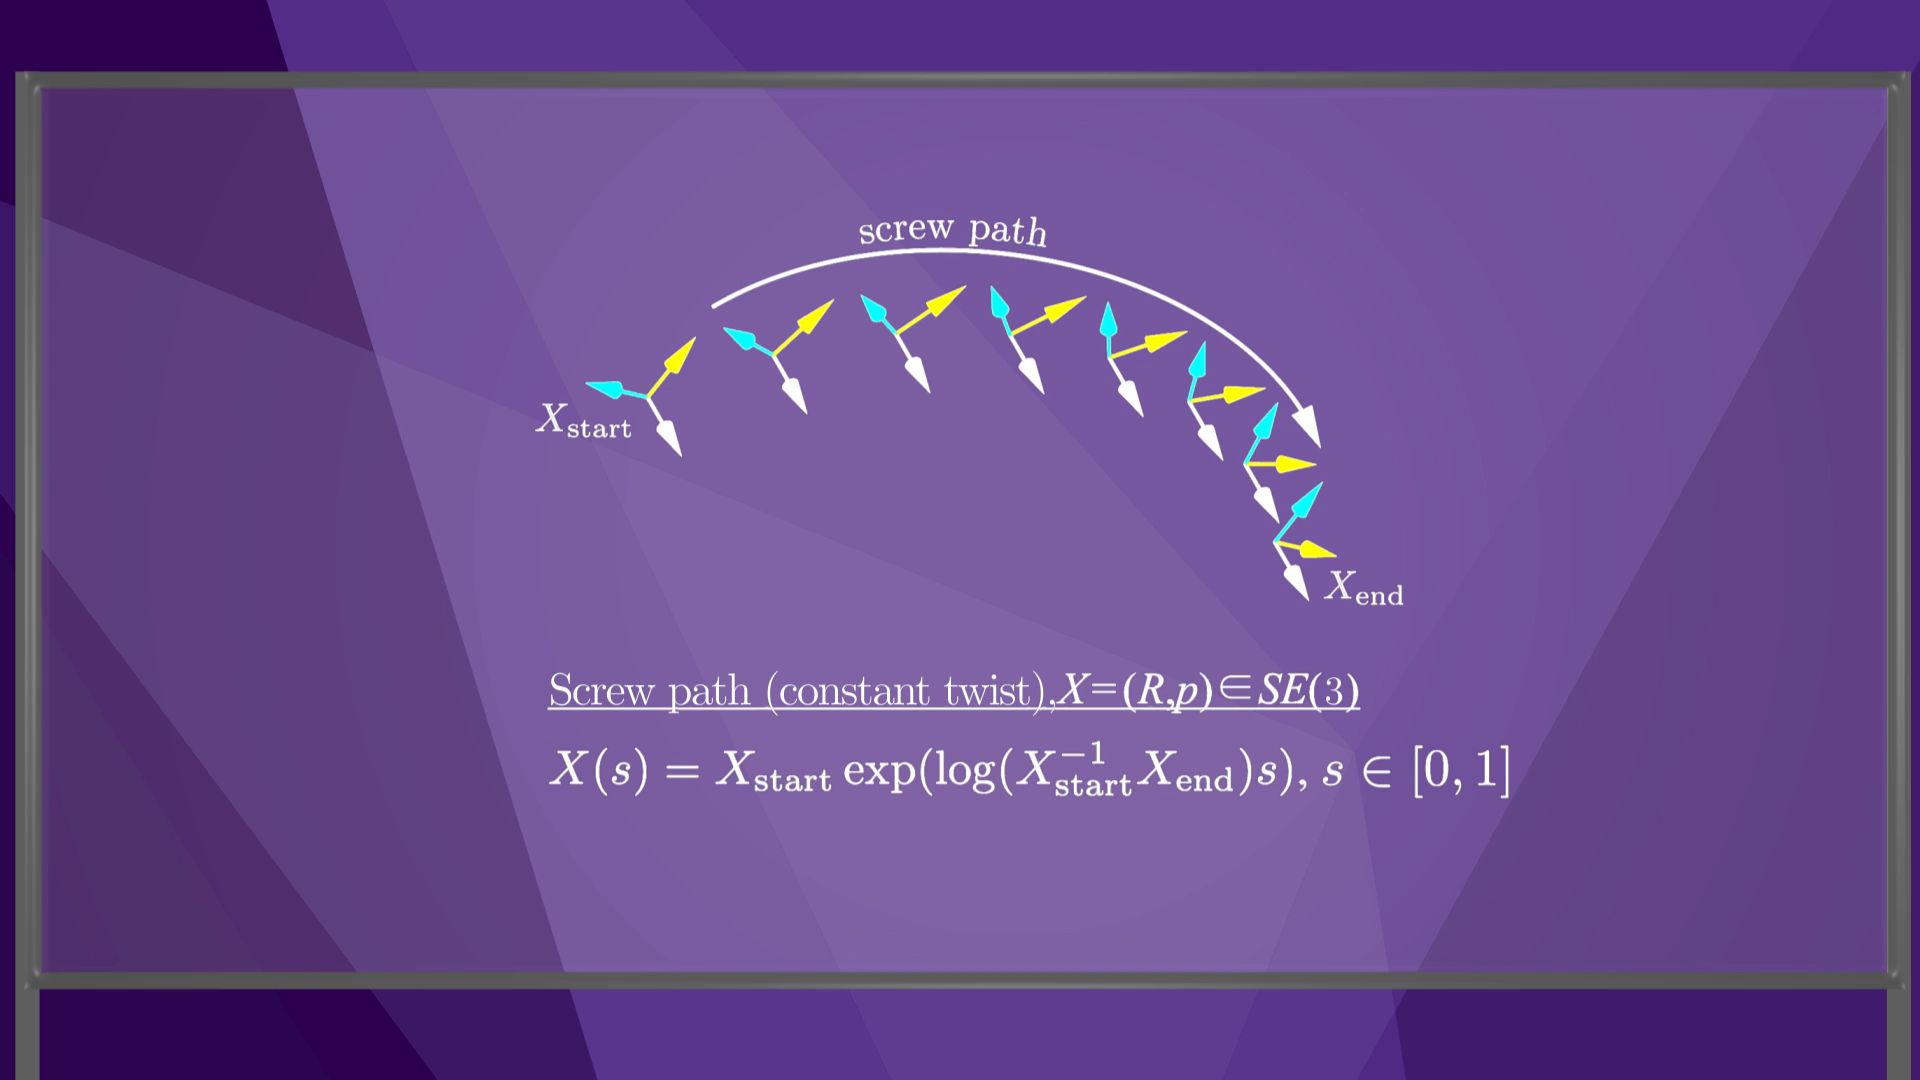 screw path
X_start
X_end
Screw path (constant twist),X=(R,p)∈SE(3)
X(s) = X_start exp(log(X_start^{-1} X_end)s), s ∈ [0, 1]